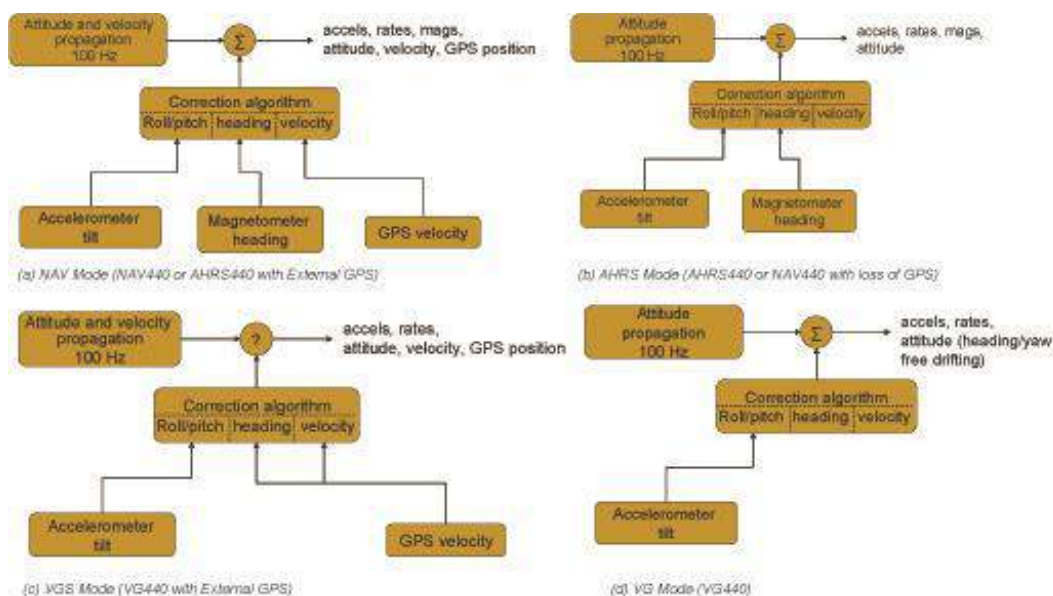 Attitude and velocity
propagation
100 Hz
Σ
accels, rates, mags,
attitude, velocity, GPS position
Correction algorithm
Roll/pitch heading velocity
Accelerometer
tilt
Magnetometer
heading
GPS velocity
(a) NAV Mode (NAV440 or AHRS440 with External GPS)
Attitude
propagation
100 Hz
Σ
accels, rates, mags,
attitude
Correction algorithm
Roll/pitch heading velocity
Accelerometer
tilt
Magnetometer
heading
(b) AHRS Mode (AHRS440 or NAV440 with loss of GPS)
Attitude and velocity
propagation
100 Hz
?
accels, rates,
attitude, velocity, GPS position
Correction algorithm
Roll/pitch heading velocity
Accelerometer
tilt
GPS velocity
(c) VGS Mode (VG440 with External GPS)
Attitude
propagation
100 Hz
Σ
accels, rates,
attitude (heading/yaw
free drifting)
Correction algorithm
Roll/pitch heading velocity
Accelerometer
tilt
(d) VG Mode (VG440)